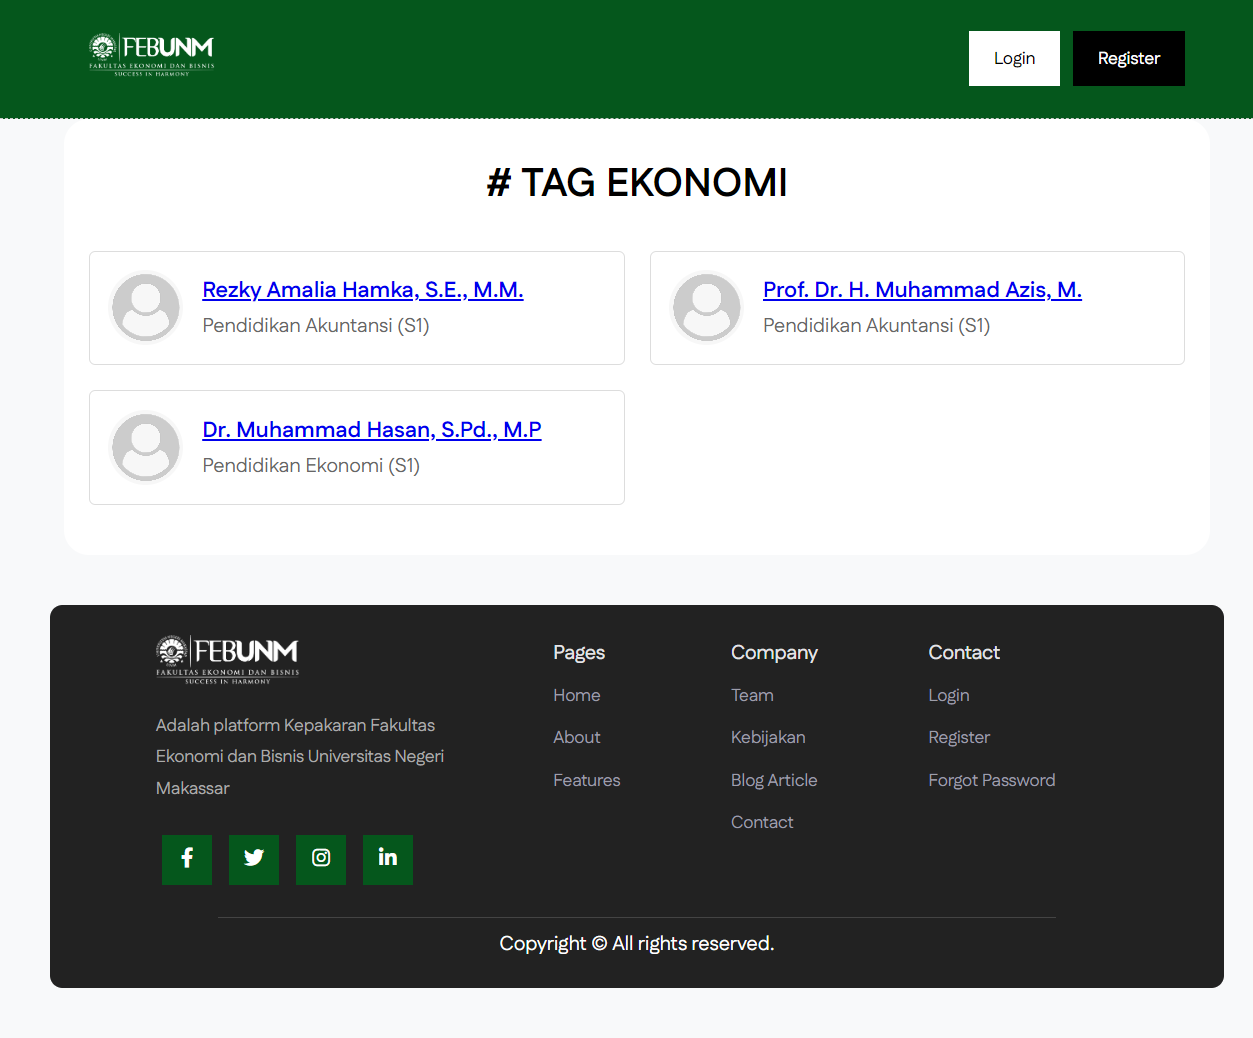 FEBUNM
FAKULTAS EKONOMI DAN BISNIS
SUCCESS IN HARMONY
Login
Register
# TAG EKONOMI
Rezky Amalia Hamka, S.E., M.M.
Pendidikan Akuntansi (S1)
Prof. Dr. H. Muhammad Azis, M.
Pendidikan Akuntansi (S1)
Dr. Muhammad Hasan, S.Pd., M.P
Pendidikan Ekonomi (S1)
FEBUNM
FAKULTAS EKONOMI DAN BISNIS
SUCCESS IN HARMONY
Adalah platform Kepakaran Fakultas
Ekonomi dan Bisnis Universitas Negeri
Makassar
Pages
Home
About
Features
Company
Team
Kebijakan
Blog Article
Contact
Contact
Login
Register
Forgot Password
Copyright © All rights reserved.